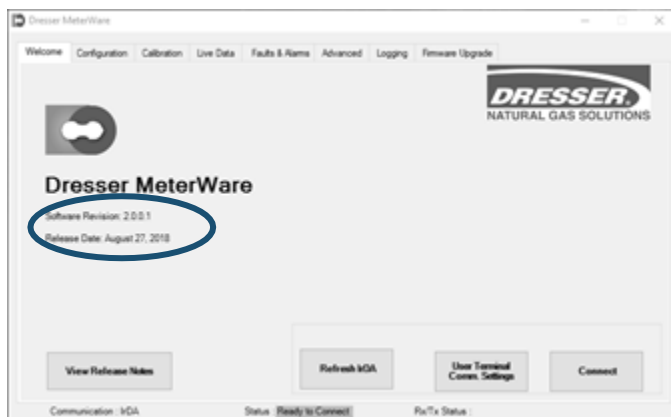 Dresser MeterWare
Welcome Configuration Calibration Live Data Faults & Alarms Advanced Logging Firmware Upgrade
DRESSER
NATURAL GAS SOLUTIONS
Dresser MeterWare
Software Revision: 2.0.0.1
Release Date: August 27, 2018
View Release Notes Refresh IrDA User Terminal Connect
Comm. Settings
Communication : IrDA Status Ready to Connect Rx/Tx Status :